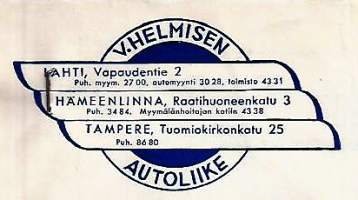 V. HELMISEN
LAHTI, Vapaudentie 2
Puh. myym. 27 00, automyynti 30 28, toimisto 43 31
HÄMEENLINNA, Raatihuoneenkatu 3
Puh. 34 84. Myymälänhoitajan kotiin 43 38
TAMPERE, Tuomiokirkonkatu 25
Puh. 86 80
AUTOLIIKE